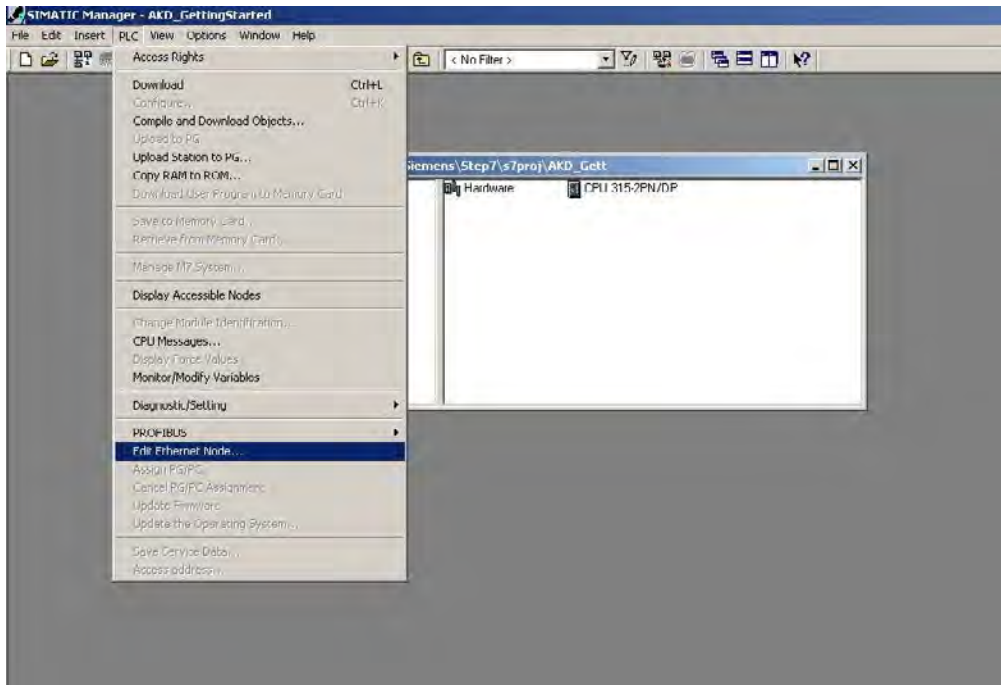 SIMATIC Manager - AKD_GettingStarted
File Edit Insert PLC View Options Window Help
< No Filter >
Access Rights
Download Ctrl+L
Configure... Ctrl+K
Compile and Download Objects...
Upload to PG
Upload Station to PG...
Copy RAM to ROM...
Download User Program to Memory Card
Save to Memory Card...
Retrieve from Memory Card...
Manage M7 System...
Display Accessible Nodes
Change Module Identification...
CPU Messages...
Display Force Values
Monitor/Modify Variables
Diagnostic/Setting
PROFIBUS
Edit Ethernet Node...
Assign PG/PC
Cancel PG/PC Assignment
Update Firmware
Update the Operating System...
Save Service Data...
Access address...
iemens\Step7\s7proj\AKD_Gett
Hardware CPU 315-2PN/DP